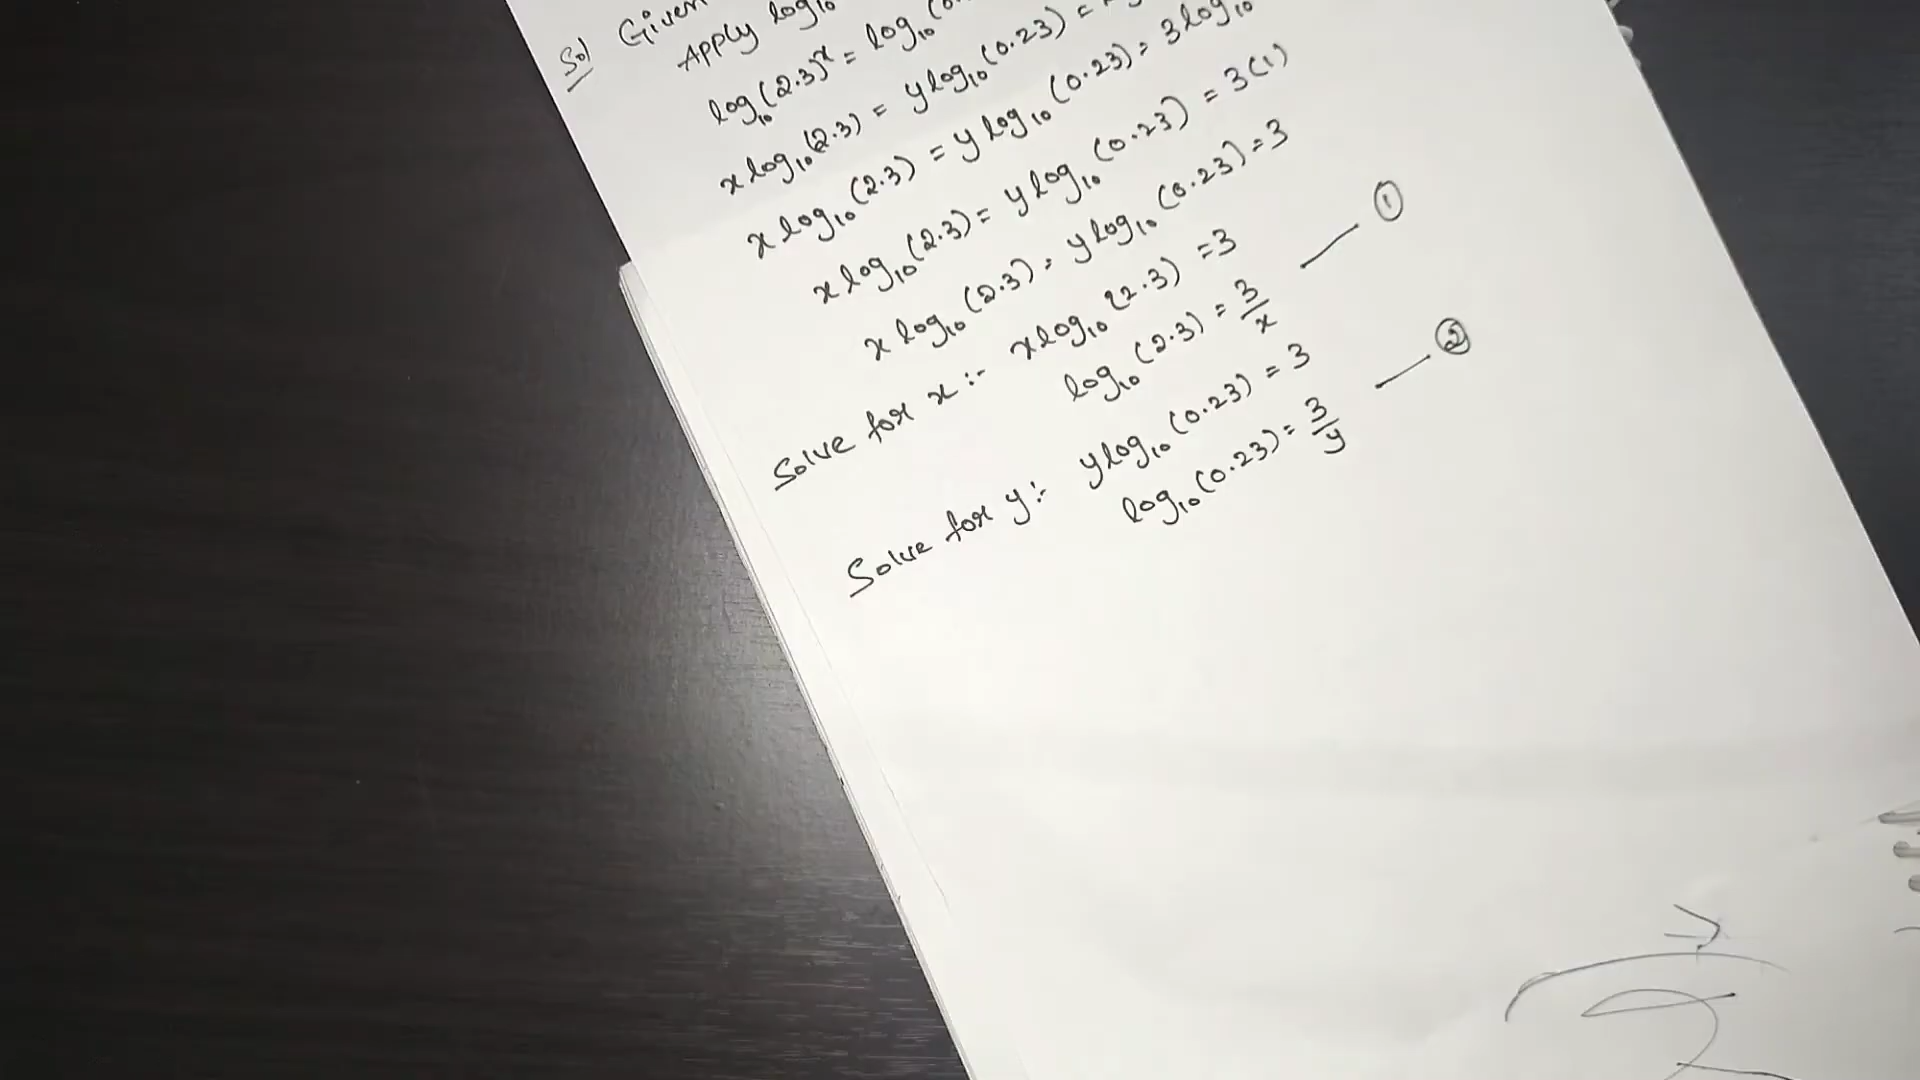 Sol Given
Apply log₁₀
log₁₀(2.3)ˣ = log₁₀(0.
x log₁₀(2.3) = y log₁₀(0.23) =
x log₁₀(2.3) = y log₁₀(0.23) = 3 log₁₀
x log₁₀(2.3) = y log₁₀(0.23) = 3(1)
x log₁₀(2.3) = y log₁₀(0.23) = 3
Solve for x :- x log₁₀(2.3) = 3
log₁₀(2.3) = 3/x — ①
Solve for y :- y log₁₀(0.23) = 3
log₁₀(0.23) = 3/y — ②